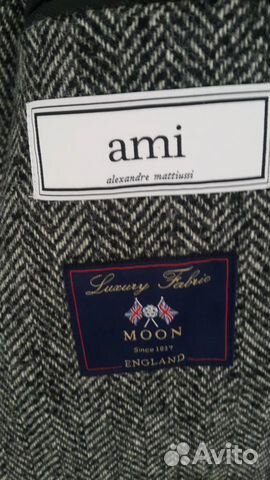 ami
alexandre mattiussi
Luxury Fabric
MOON
Since 1837
ENGLAND
Avito